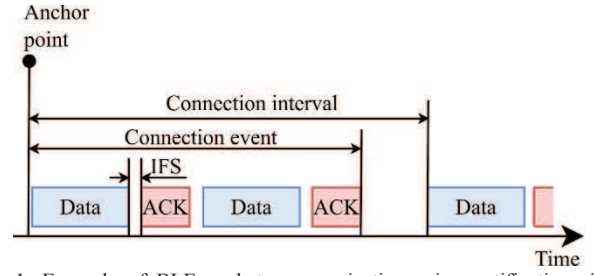 Anchor
point
Connection interval
Connection event
IFS
Data ACK Data ACK Data
Time